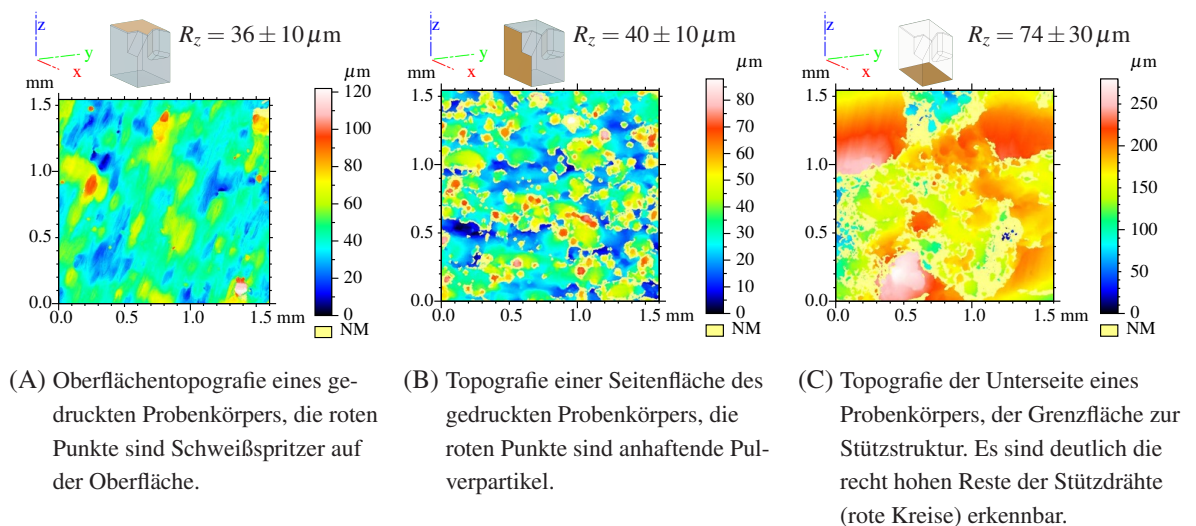 z
y
x
R_z = 36 ± 10 μm
mm
μm
1.5
1.0
0.5
0.0
0.0 0.5 1.0 1.5
mm
120
100
80
60
40
20
0
NM
(A) Oberflächentopografie eines ge-
druckten Probenkörpers, die roten
Punkte sind Schweißspritzer auf
der Oberfläche.
z
y
x
R_z = 40 ± 10 μm
mm
μm
1.5
1.0
0.5
0.0
0.0 0.5 1.0 1.5
mm
80
70
60
50
40
30
20
10
0
NM
(B) Topografie einer Seitenfläche des
gedruckten Probenkörpers, die
roten Punkte sind anhaftende Pul-
verpartikel.
z
y
x
R_z = 74 ± 30 μm
mm
μm
1.5
1.0
0.5
0.0
0.0 0.5 1.0 1.5
mm
250
200
150
100
50
0
NM
(C) Topografie der Unterseite eines
Probenkörpers, der Grenzfläche zur
Stützstruktur. Es sind deutlich die
recht hohen Reste der Stützdrähte
(rote Kreise) erkennbar.